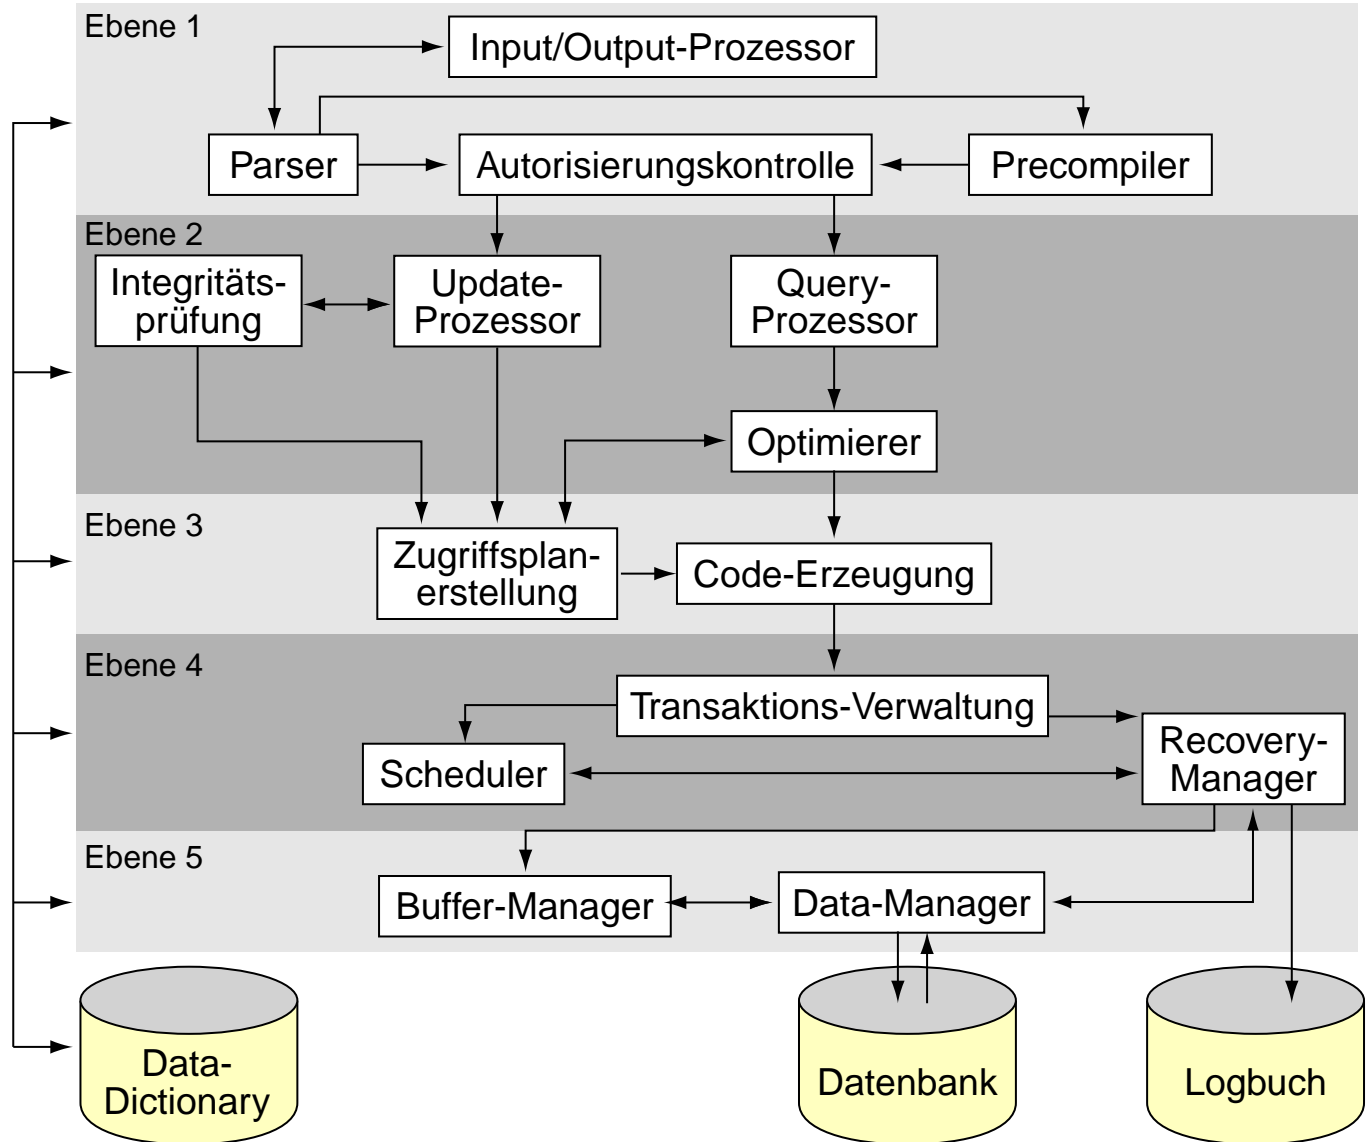 Ebene 1
Input/Output-Prozessor
Parser
Autorisierungskontrolle
Precompiler
Ebene 2
Integritäts-
prüfung
Update-
Prozessor
Query-
Prozessor
Optimierer
Ebene 3
Zugriffsplan-
erstellung
Code-Erzeugung
Ebene 4
Transaktions-Verwaltung
Scheduler
Recovery-
Manager
Ebene 5
Buffer-Manager
Data-Manager
Data-
Dictionary
Datenbank
Logbuch